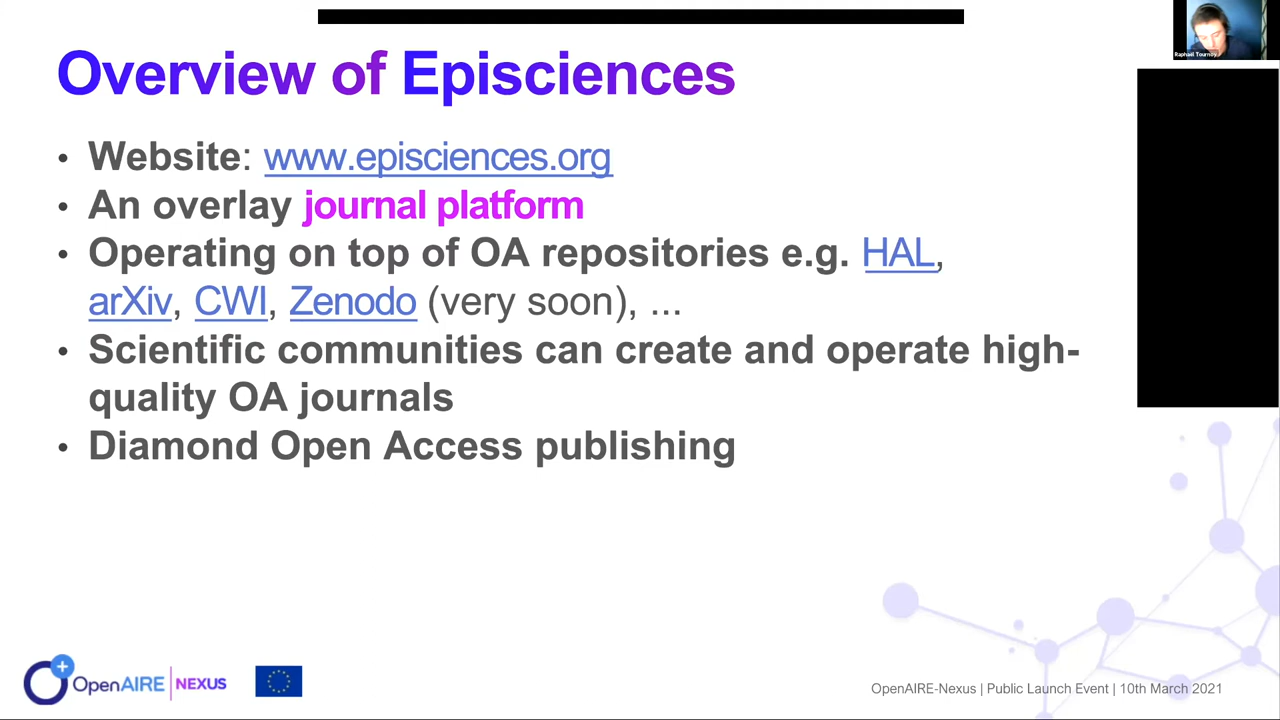 Raphaël Tournoy
Overview of Episciences
• Website: www.episciences.org
• An overlay journal platform
• Operating on top of OA repositories e.g. HAL,
arXiv, CWI, Zenodo (very soon), ...
• Scientific communities can create and operate high-
quality OA journals
• Diamond Open Access publishing
OpenAIRE | NEXUS
OpenAIRE-Nexus | Public Launch Event | 10th March 2021